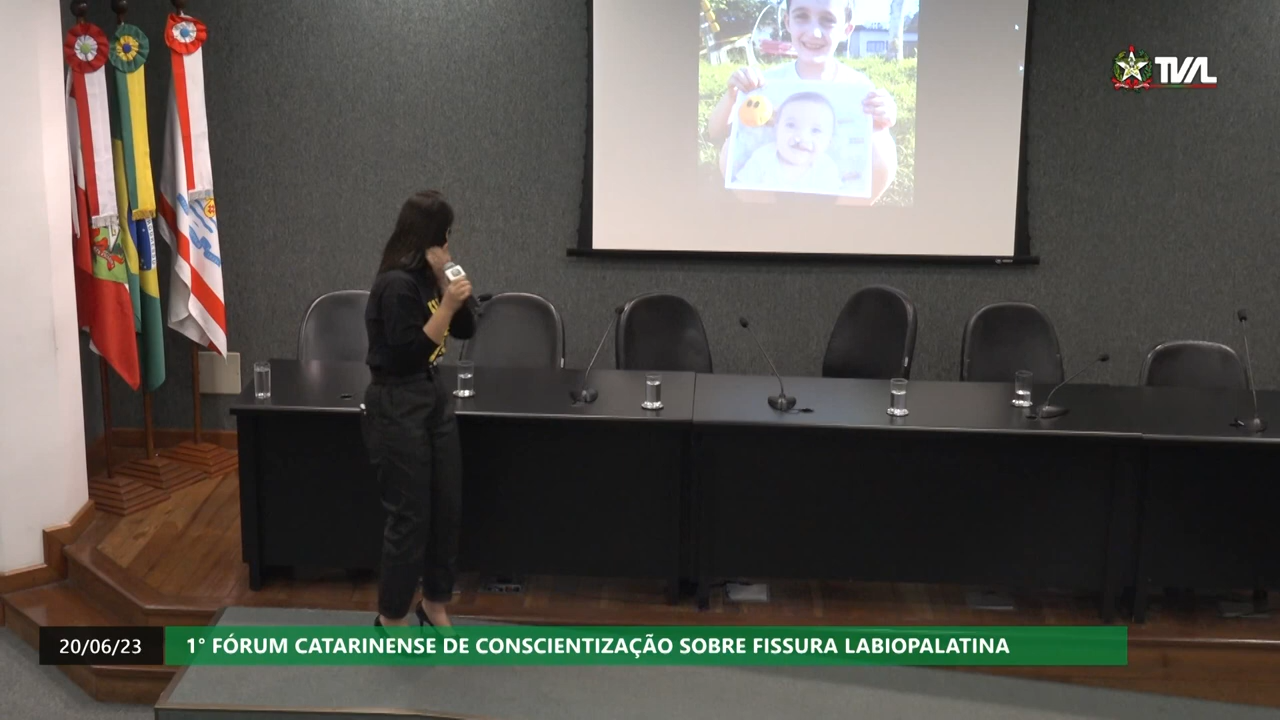 TVAL
20/06/23
1° FÓRUM CATARINENSE DE CONSCIENTIZAÇÃO SOBRE FISSURA LABIOPALATINA